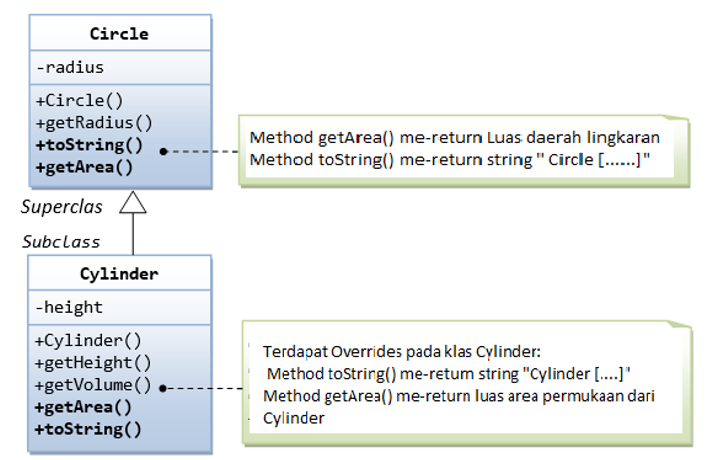 Circle
-radius
+Circle()
+getRadius()
+toString()
+getArea()
Method getArea() me-return Luas daerah lingkaran
Method toString() me-return string " Circle [......]"
Superclas
Subclass
Cylinder
-height
+Cylinder()
+getHeight()
+getVolume()
+getArea()
+toString()
Terdapat Overrides pada klas Cylinder:
Method toString() me-return string "Cylinder [....]"
Method getArea() me-return luas area permukaan dari
Cylinder